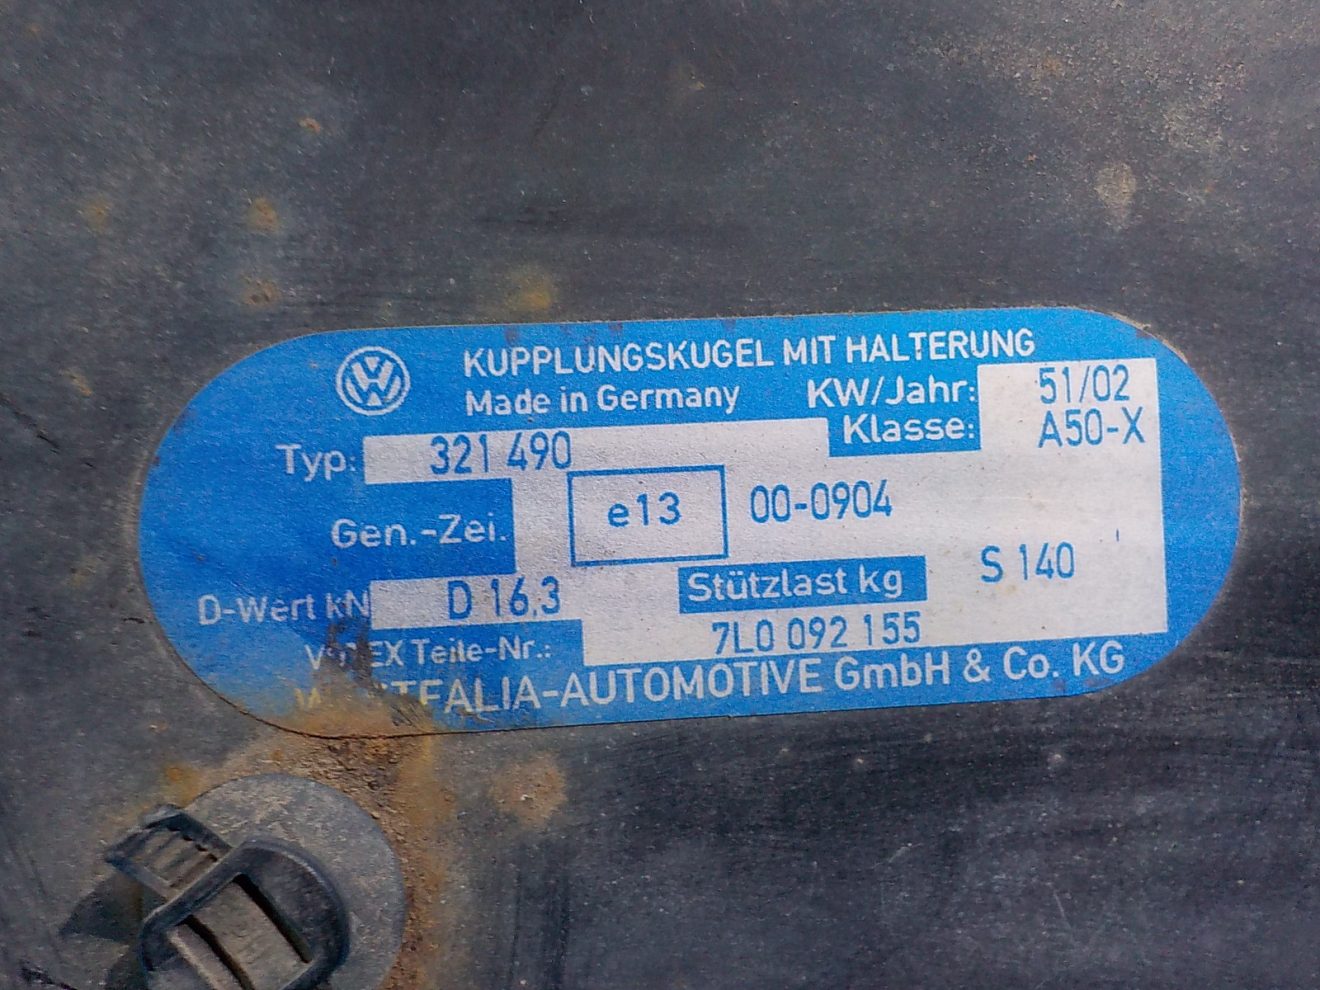 KUPPLUNGSKUGEL MIT HALTERUNG
Made in Germany KW/Jahr: 51/02
Typ: 321 490 Klasse: A50-X
Gen.-Zei. e13 00-0904
D-Wert kN D 16,3 Stützlast kg S 140
Teile-Nr.: 7L0 092 155
GmbH & Co. KG